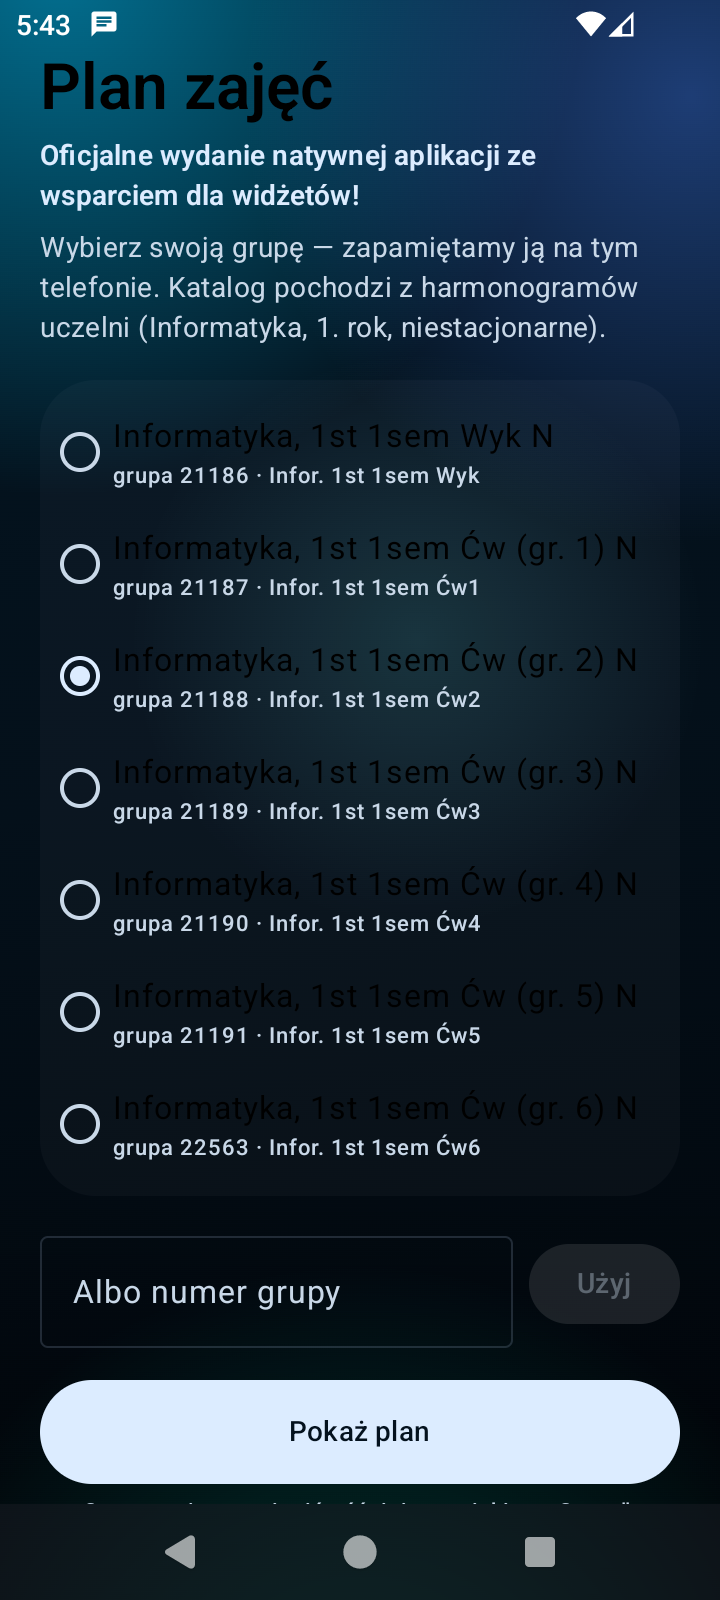 5:43
Plan zajęć
Oficjalne wydanie natywnej aplikacji ze
wsparciem dla widżetów!
Wybierz swoją grupę — zapamiętamy ją na tym
telefonie. Katalog pochodzi z harmonogramów
uczelni (Informatyka, 1. rok, niestacjonarne).
Informatyka, 1st 1sem Wyk N
grupa 21186 · Infor. 1st 1sem Wyk
Informatyka, 1st 1sem Ćw (gr. 1) N
grupa 21187 · Infor. 1st 1sem Ćw1
Informatyka, 1st 1sem Ćw (gr. 2) N
grupa 21188 · Infor. 1st 1sem Ćw2
Informatyka, 1st 1sem Ćw (gr. 3) N
grupa 21189 · Infor. 1st 1sem Ćw3
Informatyka, 1st 1sem Ćw (gr. 4) N
grupa 21190 · Infor. 1st 1sem Ćw4
Informatyka, 1st 1sem Ćw (gr. 5) N
grupa 21191 · Infor. 1st 1sem Ćw5
Informatyka, 1st 1sem Ćw (gr. 6) N
grupa 22563 · Infor. 1st 1sem Ćw6
Albo numer grupy
Użyj
Pokaż plan